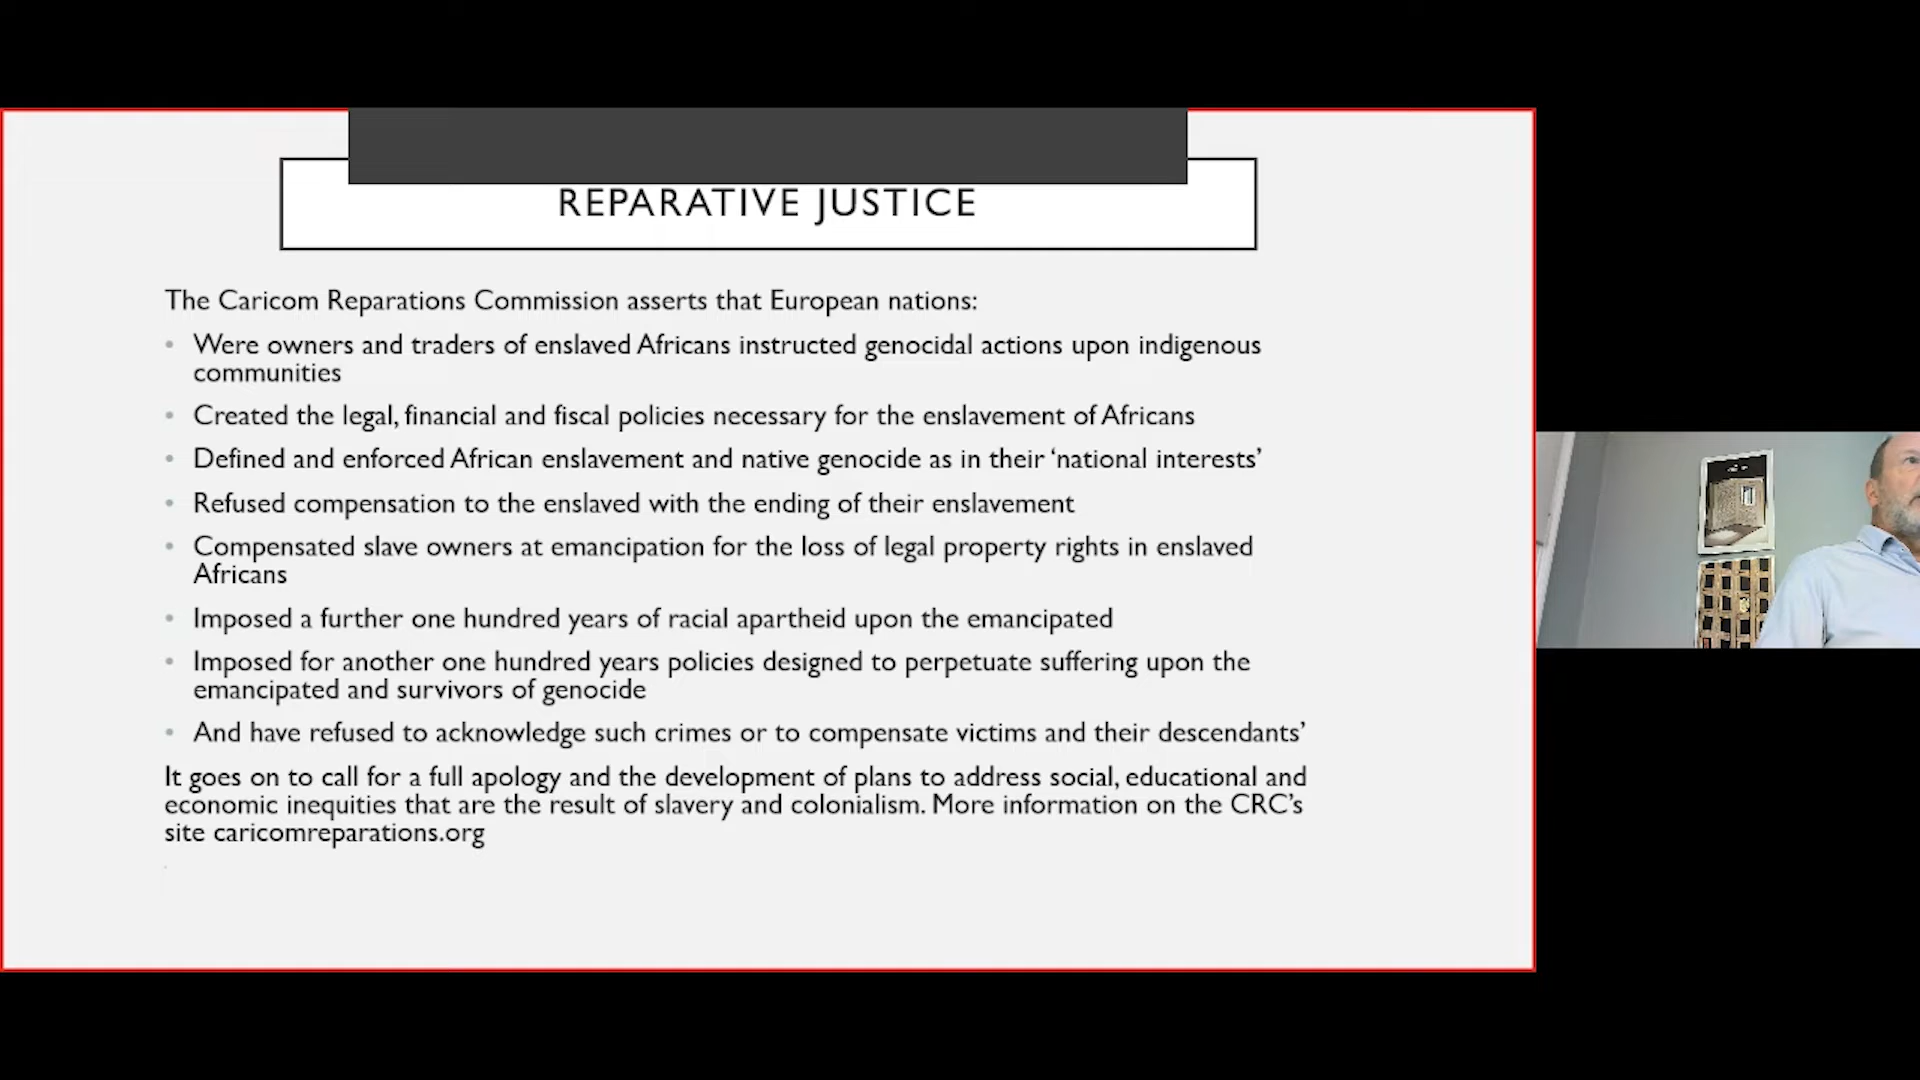 REPARATIVE JUSTICE
The Caricom Reparations Commission asserts that European nations:
• Were owners and traders of enslaved Africans instructed genocidal actions upon indigenous
communities
• Created the legal, financial and fiscal policies necessary for the enslavement of Africans
• Defined and enforced African enslavement and native genocide as in their ‘national interests’
• Refused compensation to the enslaved with the ending of their enslavement
• Compensated slave owners at emancipation for the loss of legal property rights in enslaved
Africans
• Imposed a further one hundred years of racial apartheid upon the emancipated
• Imposed for another one hundred years policies designed to perpetuate suffering upon the
emancipated and survivors of genocide
• And have refused to acknowledge such crimes or to compensate victims and their descendants’
It goes on to call for a full apology and the development of plans to address social, educational and
economic inequities that are the result of slavery and colonialism. More information on the CRC’s
site caricomreparations.org